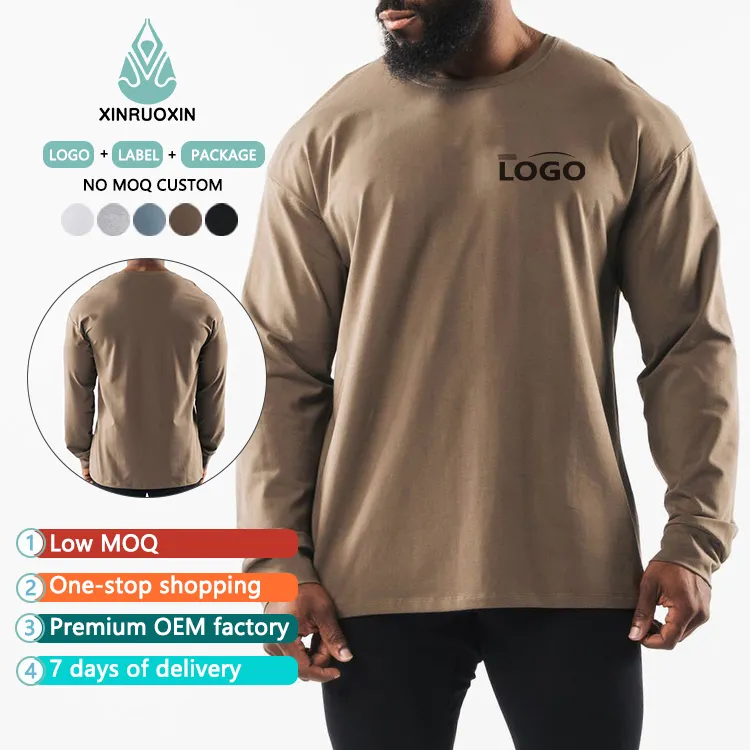 XINRUOXIN
LOGO + LABEL + PACKAGE
NO MOQ CUSTOM
LOGO
1 Low MOQ
2 One-stop shopping
3 Premium OEM factory
4 7 days of delivery